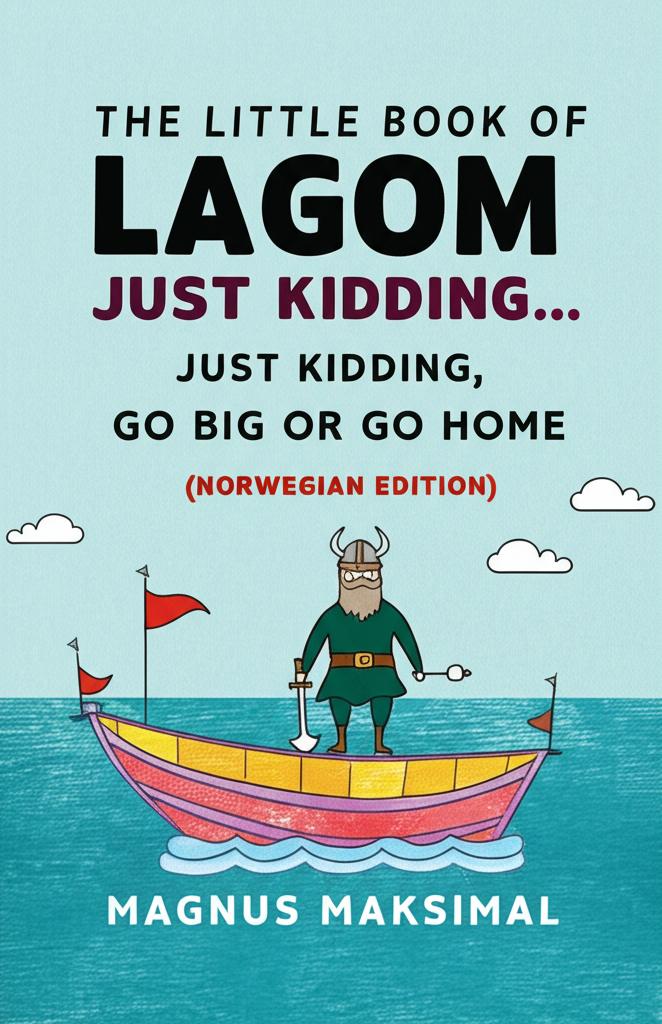 THE LITTLE BOOK OF
LAGOM
JUST KIDDING...
JUST KIDDING,
GO BIG OR GO HOME
(NORWEGIAN EDITION)
MAGNUS MAKSIMAL